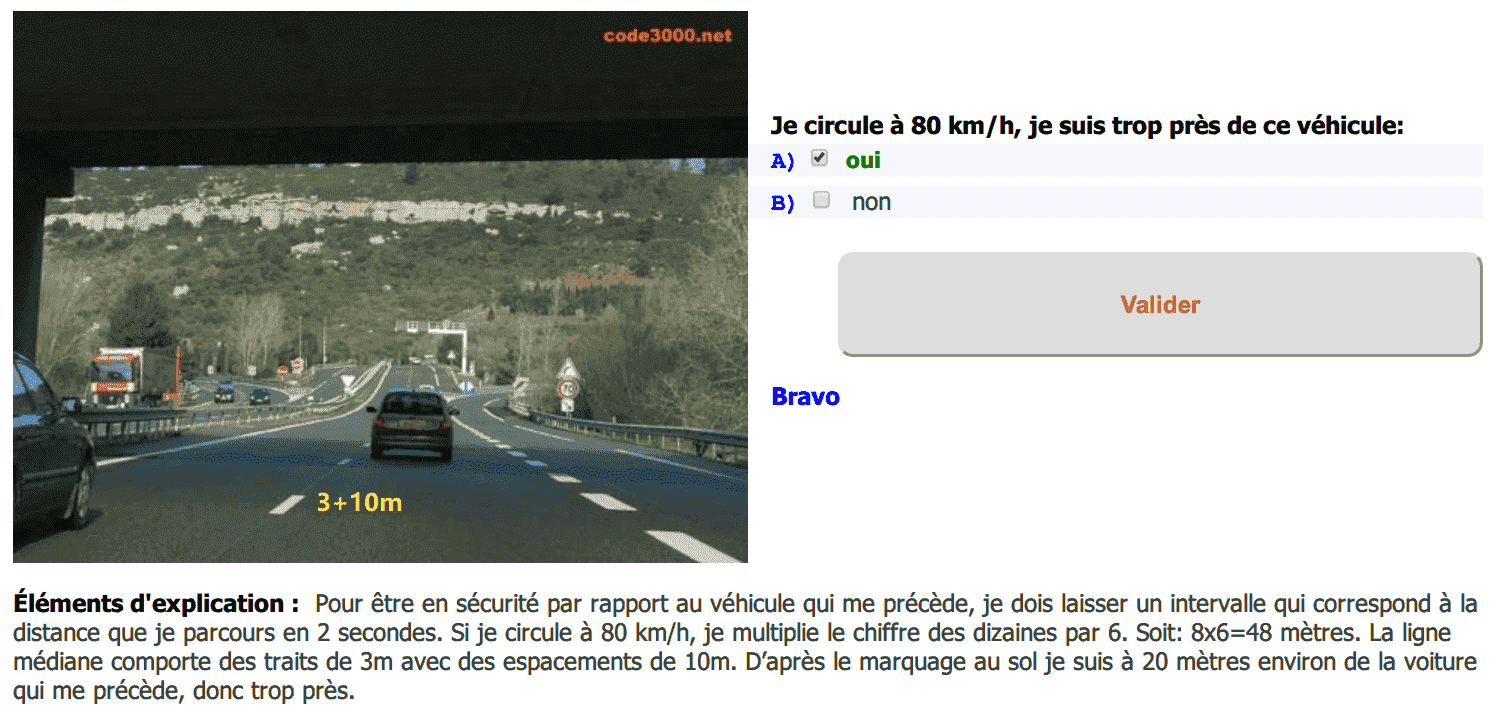 code3000.net
70
3+10m
Je circule à 80 km/h, je suis trop près de ce véhicule:
A) oui
B) non
Valider
Bravo
Éléments d'explication : Pour être en sécurité par rapport au véhicule qui me précède, je dois laisser un intervalle qui correspond à la
distance que je parcours en 2 secondes. Si je circule à 80 km/h, je multiplie le chiffre des dizaines par 6. Soit: 8x6=48 mètres. La ligne
médiane comporte des traits de 3m avec des espacements de 10m. D’après le marquage au sol je suis à 20 mètres environ de la voiture
qui me précède, donc trop près.